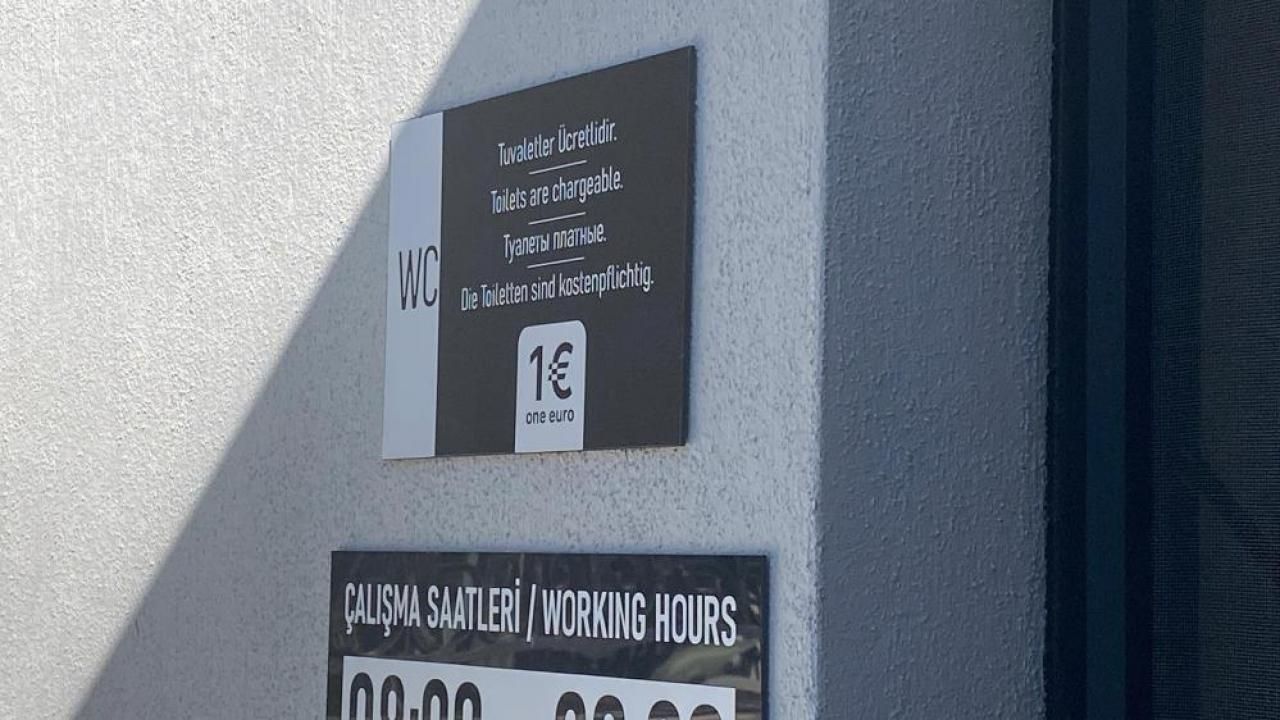 WC
Tuvaletler Ücretlidir.
Toilets are chargeable.
Туалеты платные.
Die Toiletten sind kostenpflichtig.
1€
one euro
ÇALIŞMA SAATLERİ / WORKING HOURS